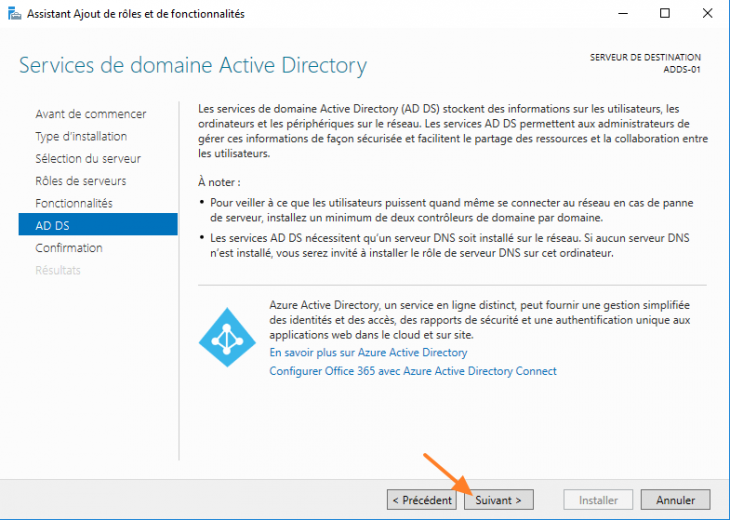 Assistant Ajout de rôles et de fonctionnalités
Services de domaine Active Directory
SERVEUR DE DESTINATION
ADDS-01
Avant de commencer
Type d'installation
Sélection du serveur
Rôles de serveurs
Fonctionnalités
AD DS
Confirmation
Résultats
Les services de domaine Active Directory (AD DS) stockent des informations sur les utilisateurs, les
ordinateurs et les périphériques sur le réseau. Les services AD DS permettent aux administrateurs de
gérer ces informations de façon sécurisée et facilitent le partage des ressources et la collaboration entre
les utilisateurs.
À noter :
• Pour veiller à ce que les utilisateurs puissent quand même se connecter au réseau en cas de panne
de serveur, installez un minimum de deux contrôleurs de domaine par domaine.
• Les services AD DS nécessitent qu'un serveur DNS soit installé sur le réseau. Si aucun serveur DNS
n'est installé, vous serez invité à installer le rôle de serveur DNS sur cet ordinateur.
Azure Active Directory, un service en ligne distinct, peut fournir une gestion simplifiée
des identités et des accès, des rapports de sécurité et une authentification unique aux
applications web dans le cloud et sur site.
En savoir plus sur Azure Active Directory
Configurer Office 365 avec Azure Active Directory Connect
< Précédent
Suivant >
Installer
Annuler